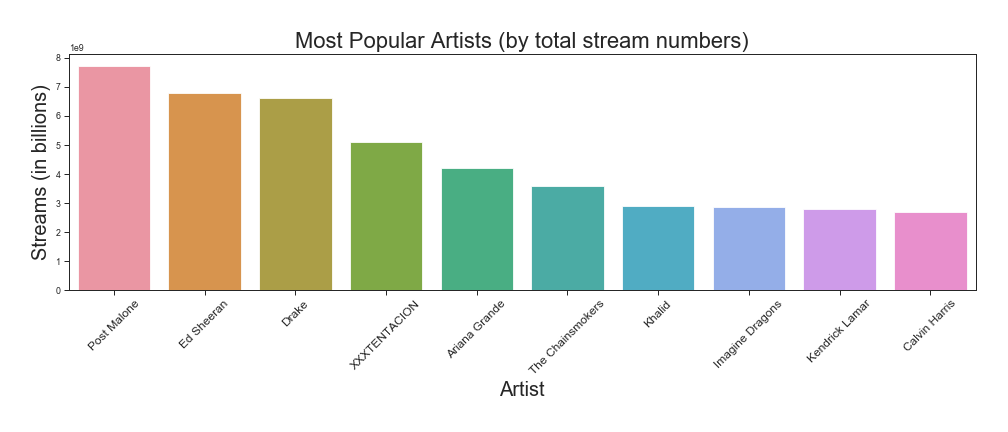 Most Popular Artists (by total stream numbers)
1e9
8
7
6
5
4
3
2
1
0
Streams (in billions)
Post Malone
Ed Sheeran
Drake
XXXTENTACION
Ariana Grande
The Chainsmokers
Khalid
Imagine Dragons
Kendrick Lamar
Calvin Harris
Artist